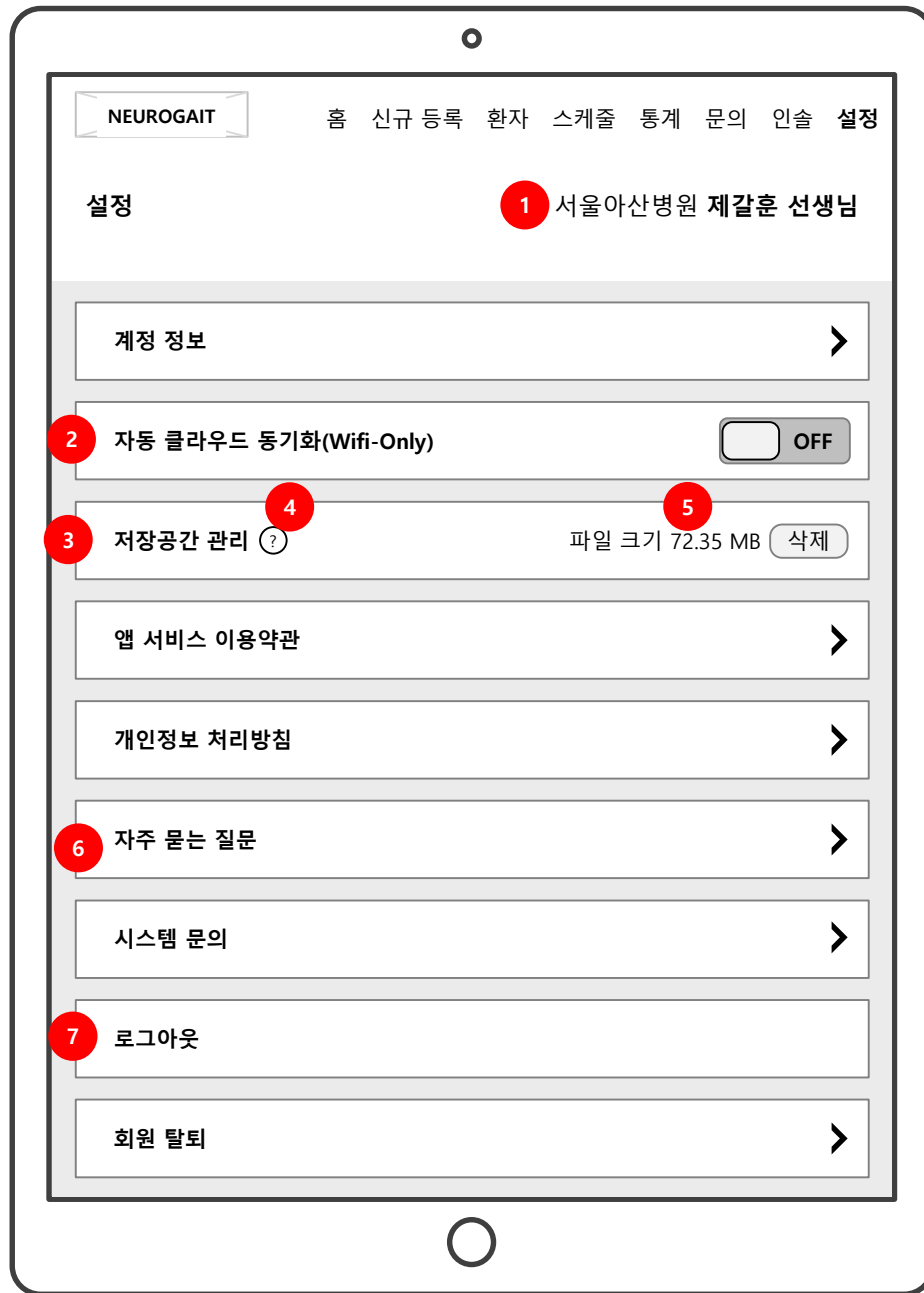 NEUROGAIT 홈 신규 등록 환자 스케줄 통계 문의 인솔 설정
설정 1 서울아산병원 제갈훈 선생님
계정 정보
2 자동 클라우드 동기화(Wifi-Only) OFF
4 5
3 저장공간 관리 ? 파일 크기 72.35 MB 삭제
앱 서비스 이용약관
개인정보 처리방침
6 자주 묻는 질문
시스템 문의
7 로그아웃
회원 탈퇴